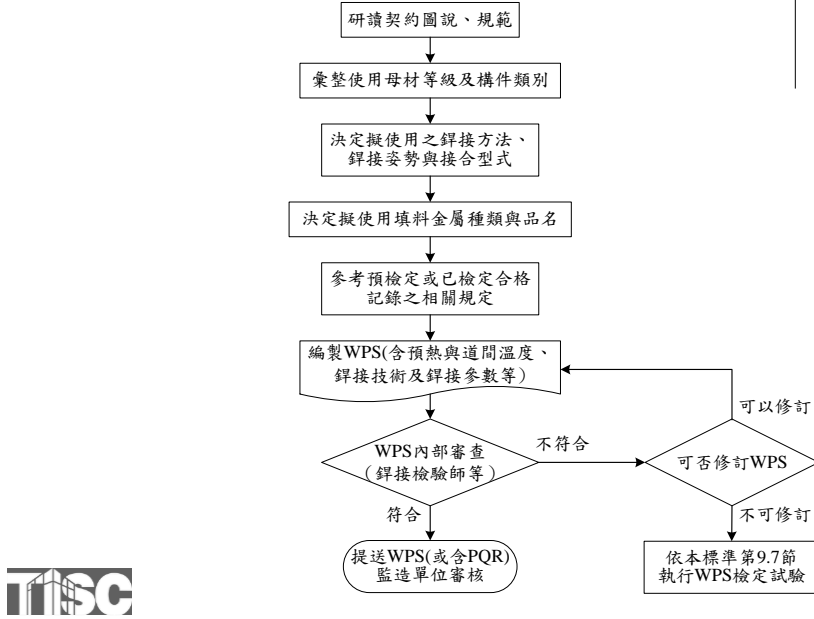 研讀契約圖說、規範
彙整使用母材等級及構件類別
決定擬使用之銲接方法、
銲接姿勢與接合型式
決定擬使用填料金屬種類與品名
參考預檢定或已檢定合格
記錄之相關規定
編製WPS(含預熱與道間溫度、
銲接技術及銲接參數等)
可以修訂
WPS內部審查
(銲接檢驗師等)
不符合
可否修訂WPS
符合
不可修訂
提送WPS(或含PQR)
監造單位審核
依本標準第9.7節
執行WPS檢定試驗
TISC